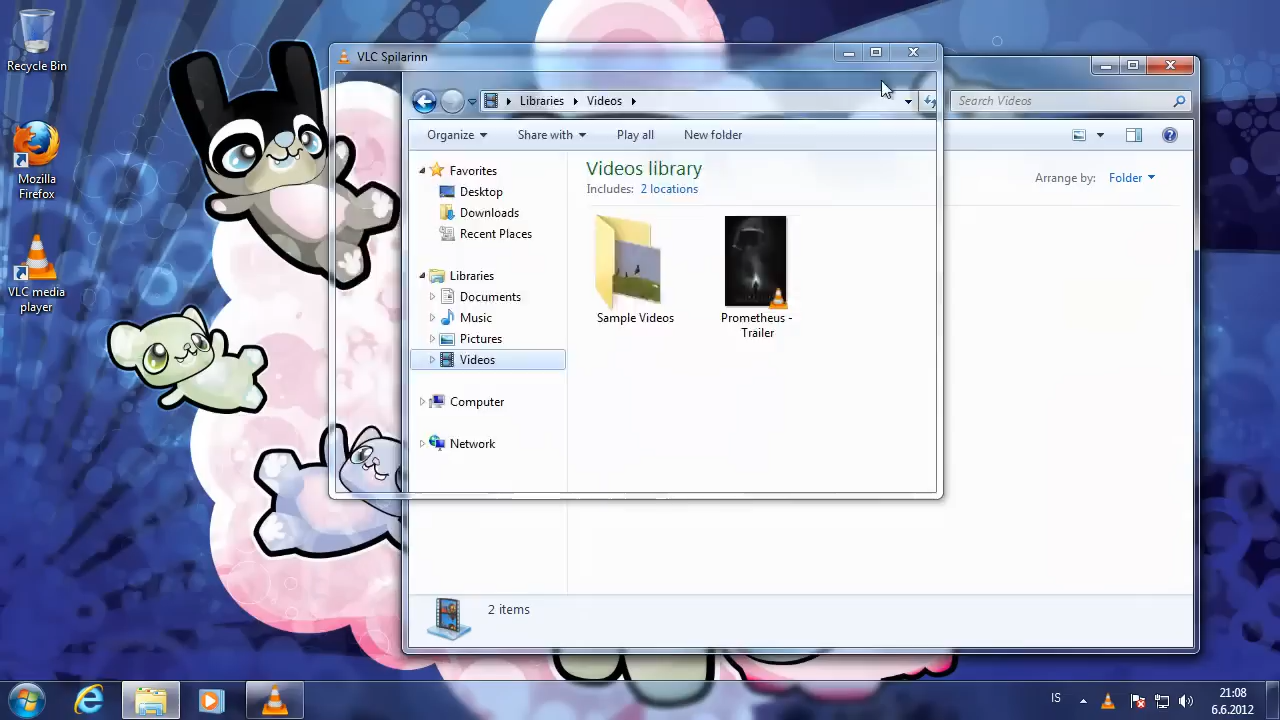 Recycle Bin
Mozilla
Firefox
VLC media
player
VLC Spilarinn
Libraries
Videos
Search Videos
Organize
Share with
Play all
New folder
Favorites
Desktop
Downloads
Recent Places
Libraries
Documents
Music
Pictures
Videos
Computer
Network
Videos library
Includes: 2 locations
Arrange by: Folder
Sample Videos
Prometheus -
Trailer
2 items
IS
21:08
6.6.2012